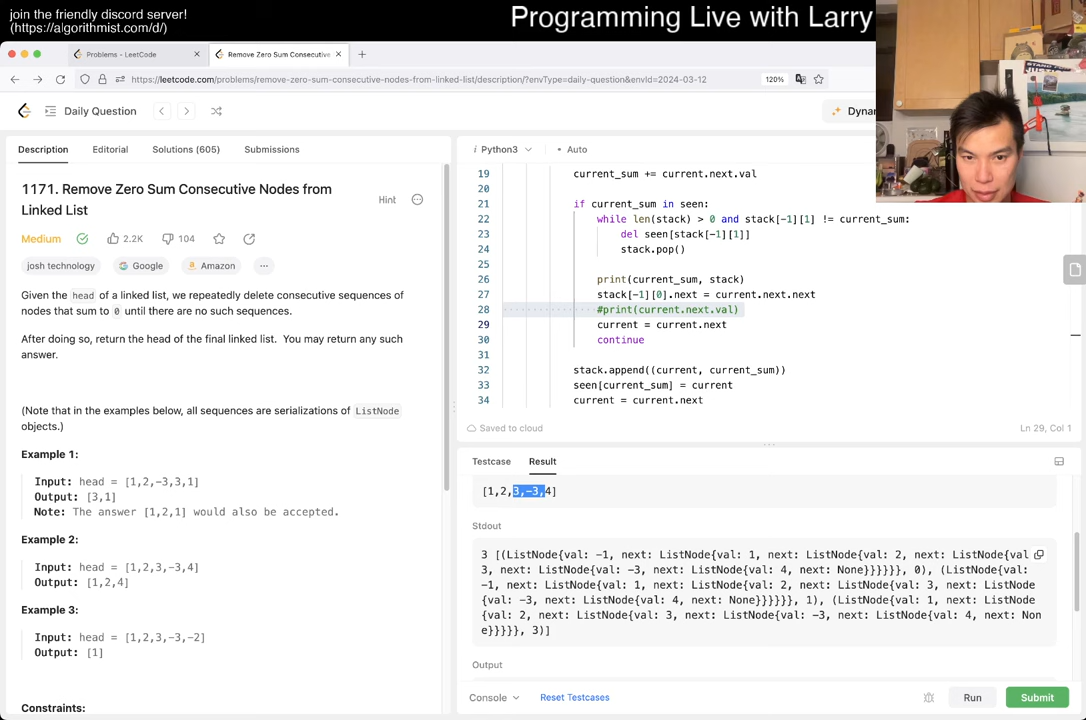 join the friendly discord server!
(https://algorithmist.com/d/)
Programming Live with Larry
Problems - LeetCode
Remove Zero Sum Consecutive
https://leetcode.com/problems/remove-zero-sum-consecutive-nodes-from-linked-list/description/?envType=daily-question&envId=2024-03-12
120%
Daily Question
Dynam
Description
Editorial
Solutions (605)
Submissions
1171. Remove Zero Sum Consecutive Nodes from
Linked List
Hint
Medium
2.2K
104
josh technology
Google
Amazon
...
Given the head of a linked list, we repeatedly delete consecutive sequences of
nodes that sum to 0 until there are no such sequences.
After doing so, return the head of the final linked list. You may return any such
answer.
(Note that in the examples below, all sequences are serializations of ListNode
objects.)
Example 1:
Input: head = [1,2,-3,3,1]
Output: [3,1]
Note: The answer [1,2,1] would also be accepted.
Example 2:
Input: head = [1,2,3,-3,4]
Output: [1,2,4]
Example 3:
Input: head = [1,2,3,-3,-2]
Output: [1]
Constraints:
Python3
Auto
19 current_sum += current.next.val
20
21 if current_sum in seen:
22 while len(stack) > 0 and stack[-1][1] != current_sum:
23 del seen[stack[-1][1]]
24 stack.pop()
25
26 print(current_sum, stack)
27 stack[-1][0].next = current.next.next
28 #print(current.next.val)
29 current = current.next
30 continue
31
32 stack.append((current, current_sum))
33 seen[current_sum] = current
34 current = current.next
Saved to cloud
Ln 29, Col 1
Testcase
Result
[1,2,3,-3,4]
Stdout
3 [(ListNode{val: -1, next: ListNode{val: 1, next: ListNode{val: 2, next: ListNode{val
3, next: ListNode{val: -3, next: ListNode{val: 4, next: None}}}}}}, 0), (ListNode{val:
-1, next: ListNode{val: 1, next: ListNode{val: 2, next: ListNode{val: 3, next: ListNode
{val: -3, next: ListNode{val: 4, next: None}}}}}}, 1), (ListNode{val: 1, next: ListNode
{val: 2, next: ListNode{val: 3, next: ListNode{val: -3, next: ListNode{val: 4, next: Non
e}}}}}, 3)]
Output
Console
Reset Testcases
Run
Submit